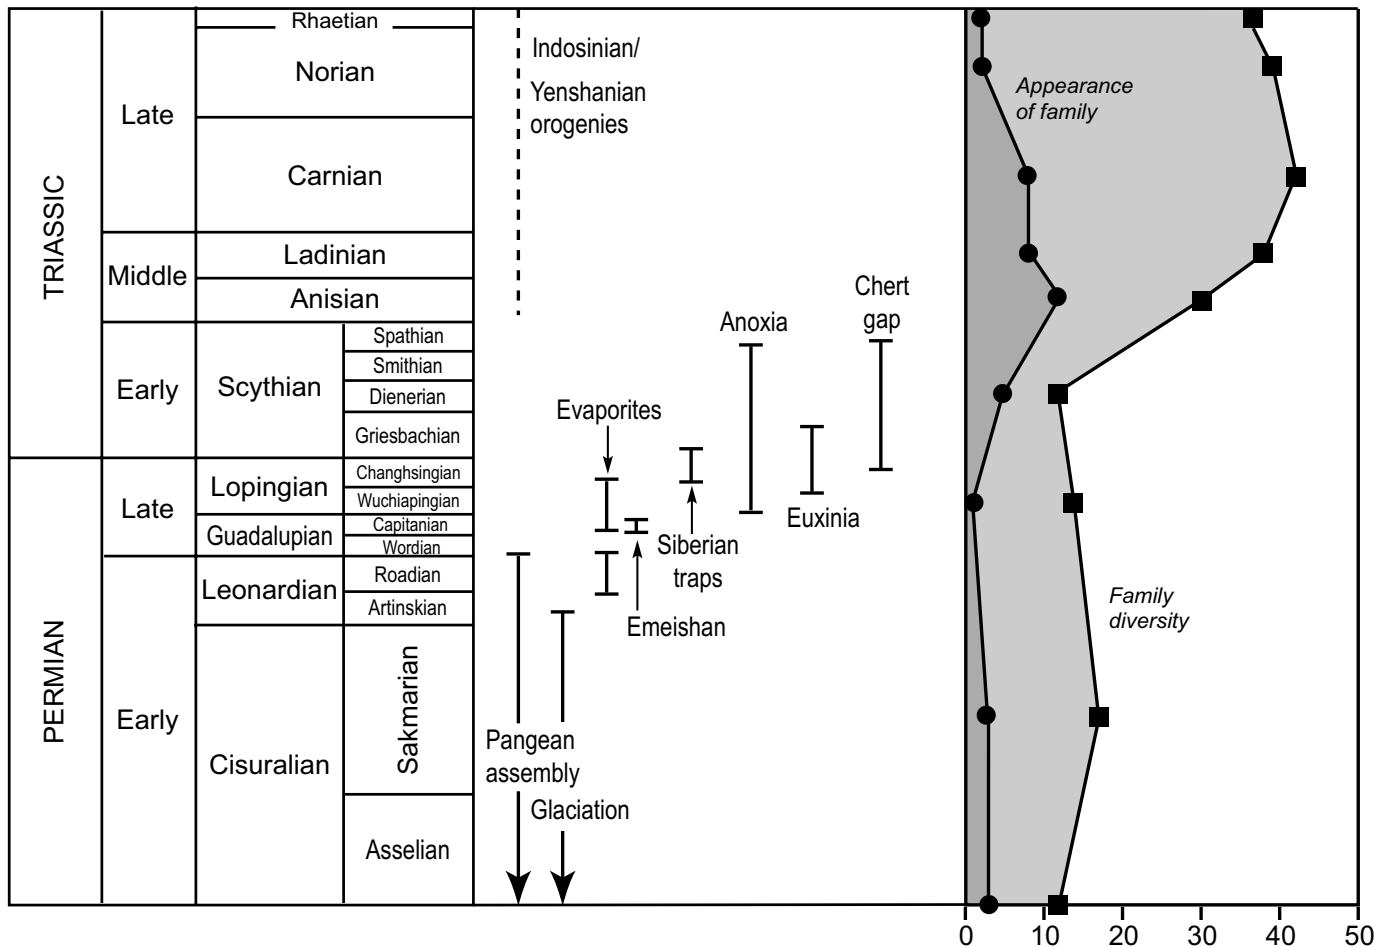 TRIASSIC
Late
Rhaetian
Norian
Carnian
Middle
Ladinian
Anisian
Early
Scythian
Spathian
Smithian
Dienerian
Griesbachian
PERMIAN
Late
Lopingian
Changhsingian
Wuchiapingian
Guadalupian
Capitanian
Wordian
Early
Leonardian
Roadian
Artinskian
Cisuralian
Sakmarian
Asselian
Indosinian/
Yenshanian
orogenies
Pangean
assembly
Glaciation
Evaporites
Emeishan
Siberian
traps
Anoxia
Euxinia
Chert
gap
Appearance
of family
Family
diversity
0 10 20 30 40 50